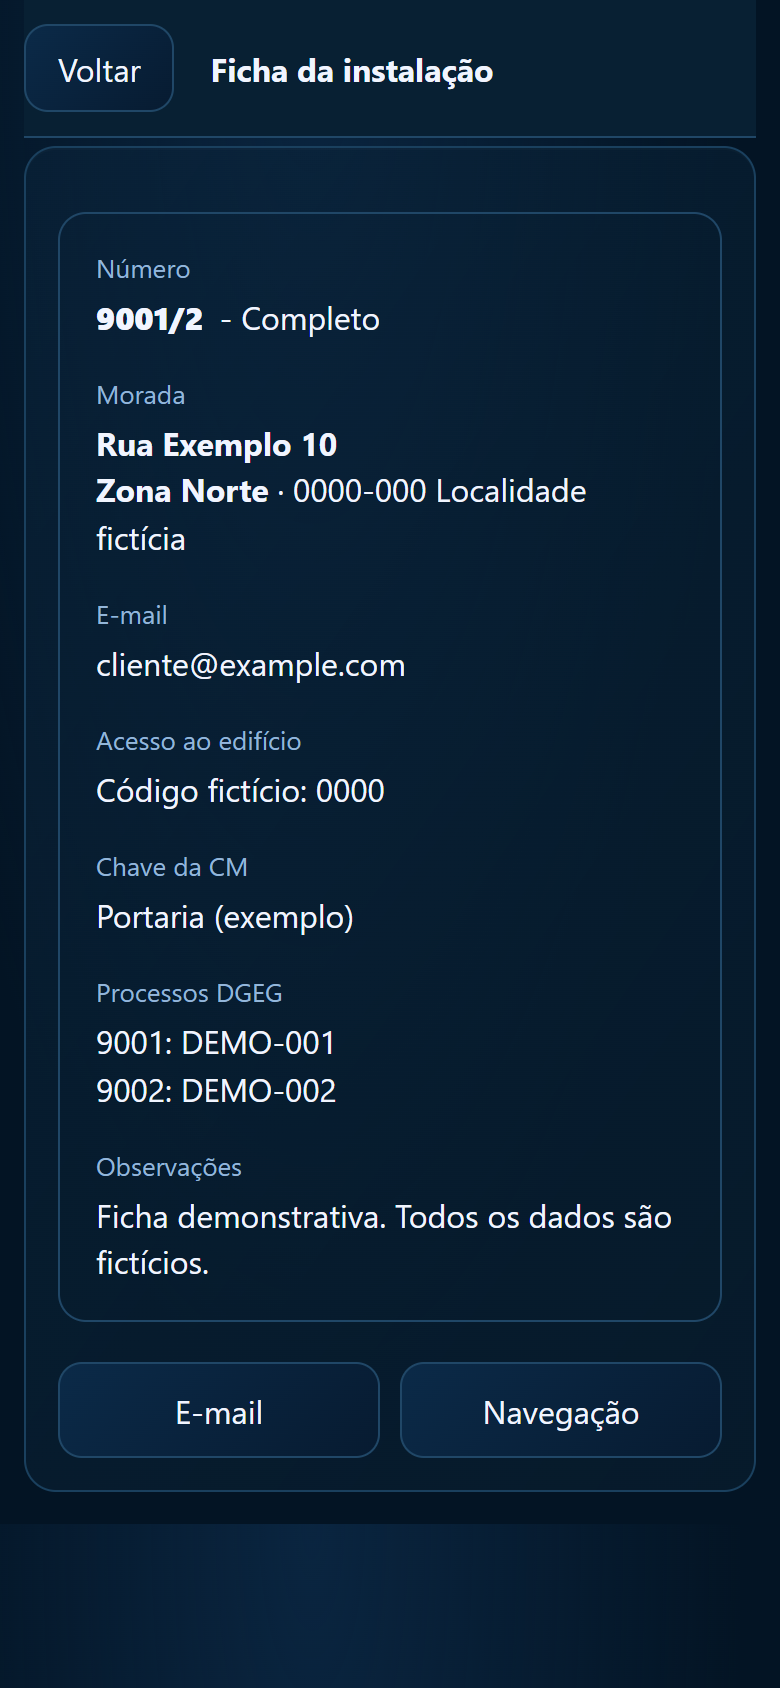 Voltar
Ficha da instalação
Número
9001/2 - Completo
Morada
Rua Exemplo 10
Zona Norte · 0000-000 Localidade
fictícia
E-mail
cliente@example.com
Acesso ao edifício
Código fictício: 0000
Chave da CM
Portaria (exemplo)
Processos DGEG
9001: DEMO-001
9002: DEMO-002
Observações
Ficha demonstrativa. Todos os dados são
fictícios.
E-mail
Navegação